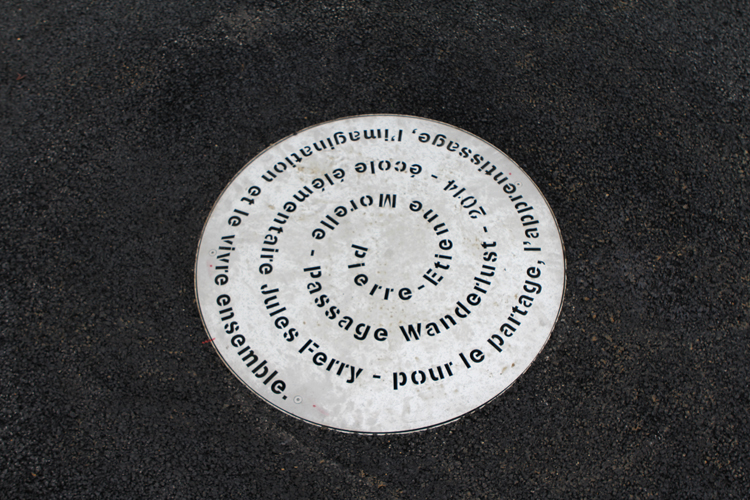 pierre-Etienne Morelle - passage Wanderlust - 2014 - école élémentaire Jules Ferry - pour le partage, l'apprentissage, l'imagination et le vivre ensemble.